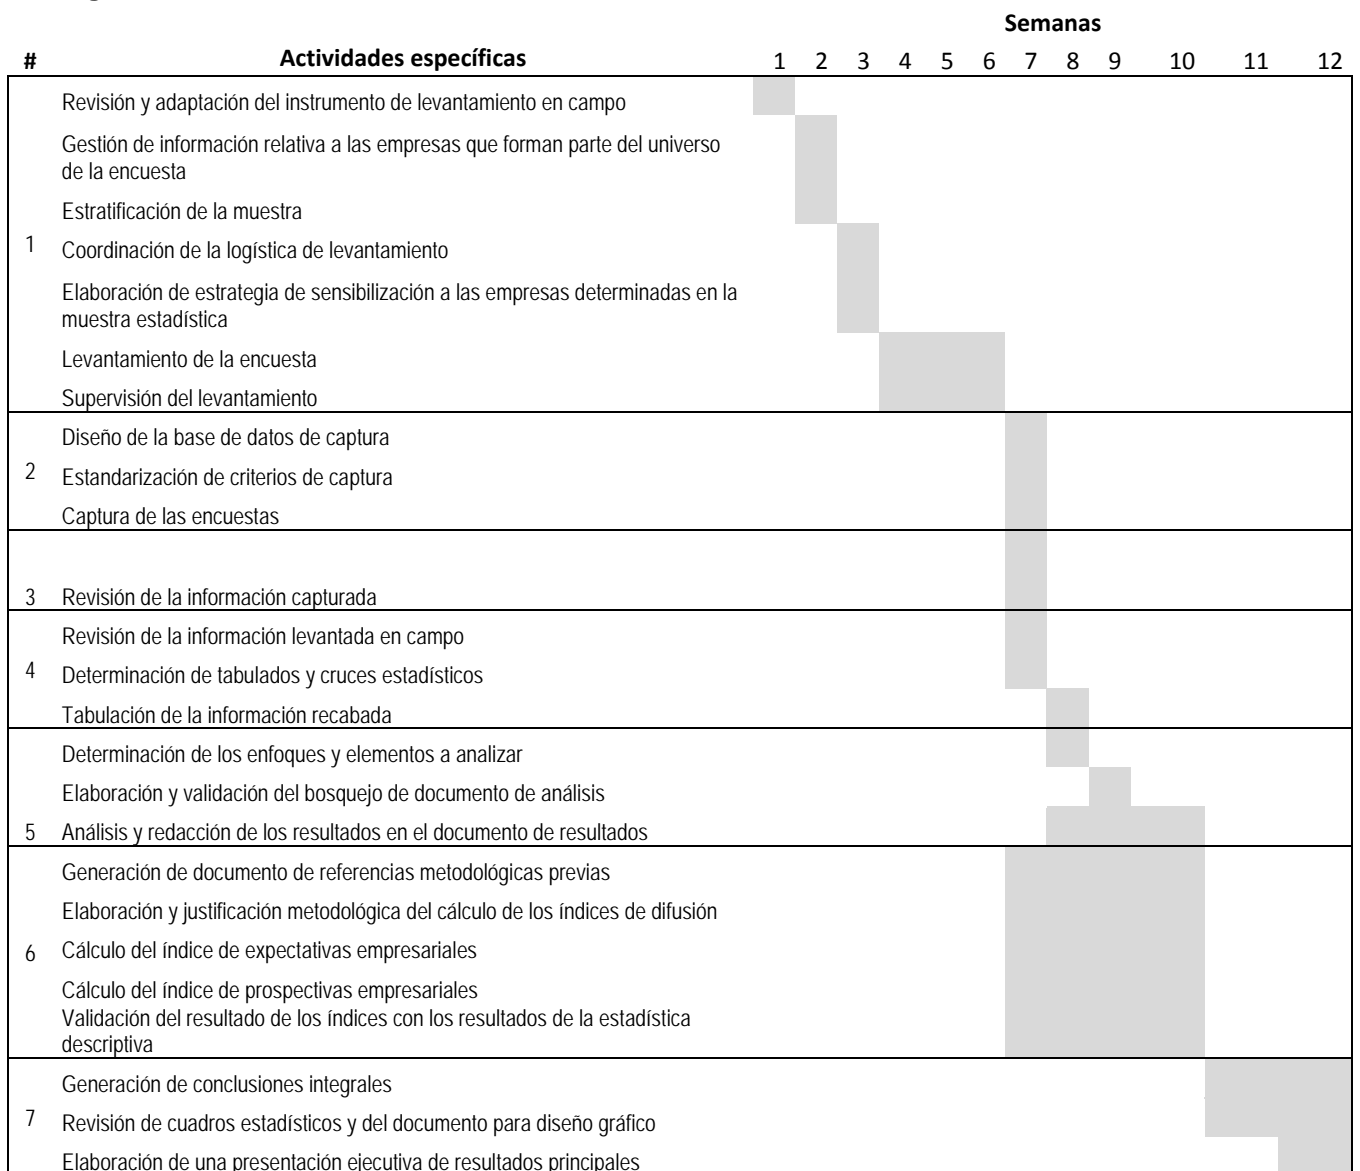 Semanas
# Actividades específicas 1 2 3 4 5 6 7 8 9 10 11 12
Revisión y adaptación del instrumento de levantamiento en campo
Gestión de información relativa a las empresas que forman parte del universo
de la encuesta
Estratificación de la muestra
1 Coordinación de la logística de levantamiento
Elaboración de estrategia de sensibilización a las empresas determinadas en la
muestra estadística
Levantamiento de la encuesta
Supervisión del levantamiento
Diseño de la base de datos de captura
2 Estandarización de criterios de captura
Captura de las encuestas
3 Revisión de la información capturada
Revisión de la información levantada en campo
4 Determinación de tabulados y cruces estadísticos
Tabulación de la información recabada
Determinación de los enfoques y elementos a analizar
Elaboración y validación del bosquejo de documento de análisis
5 Análisis y redacción de los resultados en el documento de resultados
Generación de documento de referencias metodológicas previas
Elaboración y justificación metodológica del cálculo de los índices de difusión
6 Cálculo del índice de expectativas empresariales
Cálculo del índice de prospectivas empresariales
Validación del resultado de los índices con los resultados de la estadística
descriptiva
Generación de conclusiones integrales
7 Revisión de cuadros estadísticos y del documento para diseño gráfico
Elaboración de una presentación ejecutiva de resultados principales